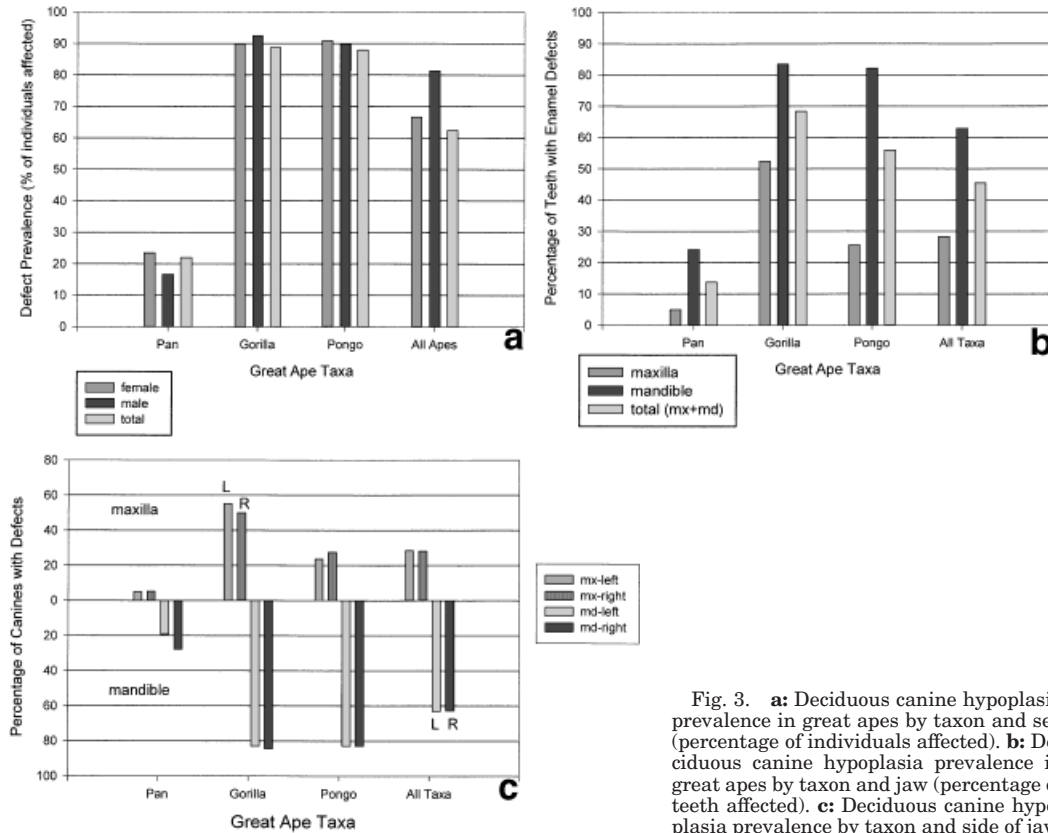 100
90
80
70
60
50
40
30
20
10
0
Defect Prevalence (% of individuals affected)
Pan Gorilla Pongo All Apes
Great Ape Taxa
a
female
male
total
100
90
80
70
60
50
40
30
20
10
0
Percentage of Teeth with Enamel Defects
Pan Gorilla Pongo All Taxa
Great Ape Taxa
b
maxilla
mandible
total (mx+md)
80
60
40
20
0
20
40
60
80
100
Percentage of Canines with Defects
maxilla
mandible
L
R
L R
Pan Gorilla Pongo All Taxa
Great Ape Taxa
c
mx-left
mx-right
md-left
md-right
Fig. 3. a: Deciduous canine hypoplasi
prevalence in great apes by taxon and se
(percentage of individuals affected). b: De
ciduous canine hypoplasia prevalence i
great apes by taxon and jaw (percentage
teeth affected). c: Deciduous canine hype
plasia prevalence by taxon and side of jaw